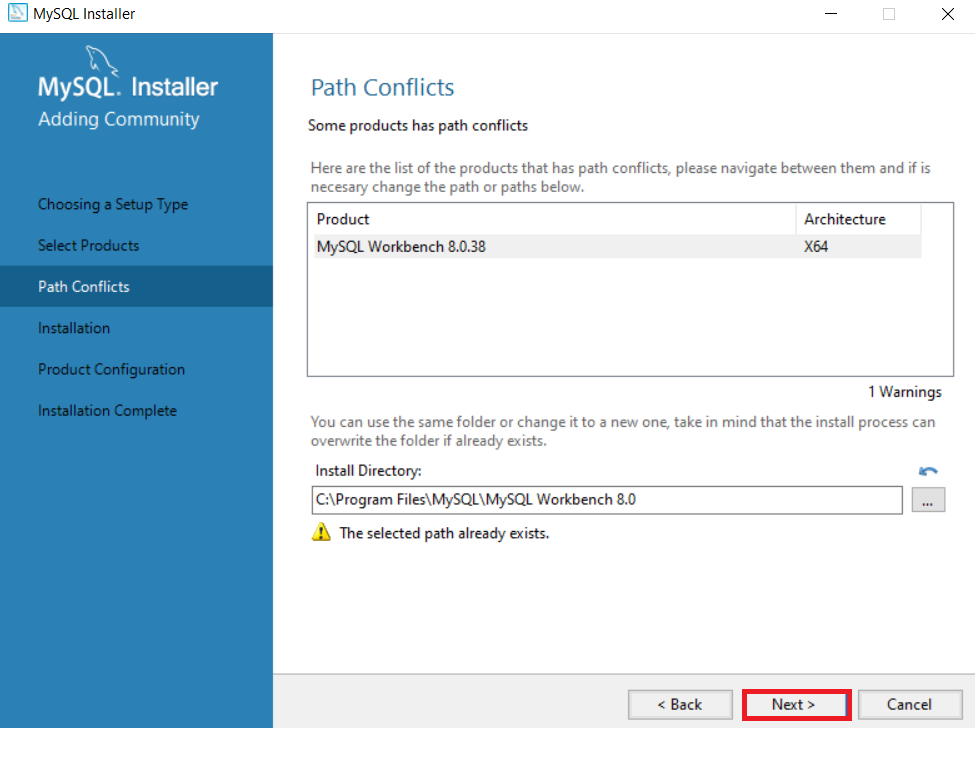 MySQL Installer
MySQL. Installer
Adding Community
Choosing a Setup Type
Select Products
Path Conflicts
Installation
Product Configuration
Installation Complete
Path Conflicts
Some products has path conflicts
Here are the list of the products that has path conflicts, please navigate between them and if is
necesary change the path or paths below.
Product Architecture
MySQL Workbench 8.0.38 X64
1 Warnings
You can use the same folder or change it to a new one, take in mind that the install process can
overwrite the folder if already exists.
Install Directory:
C:\Program Files\MySQL\MySQL Workbench 8.0
...
The selected path already exists.
< Back Next > Cancel